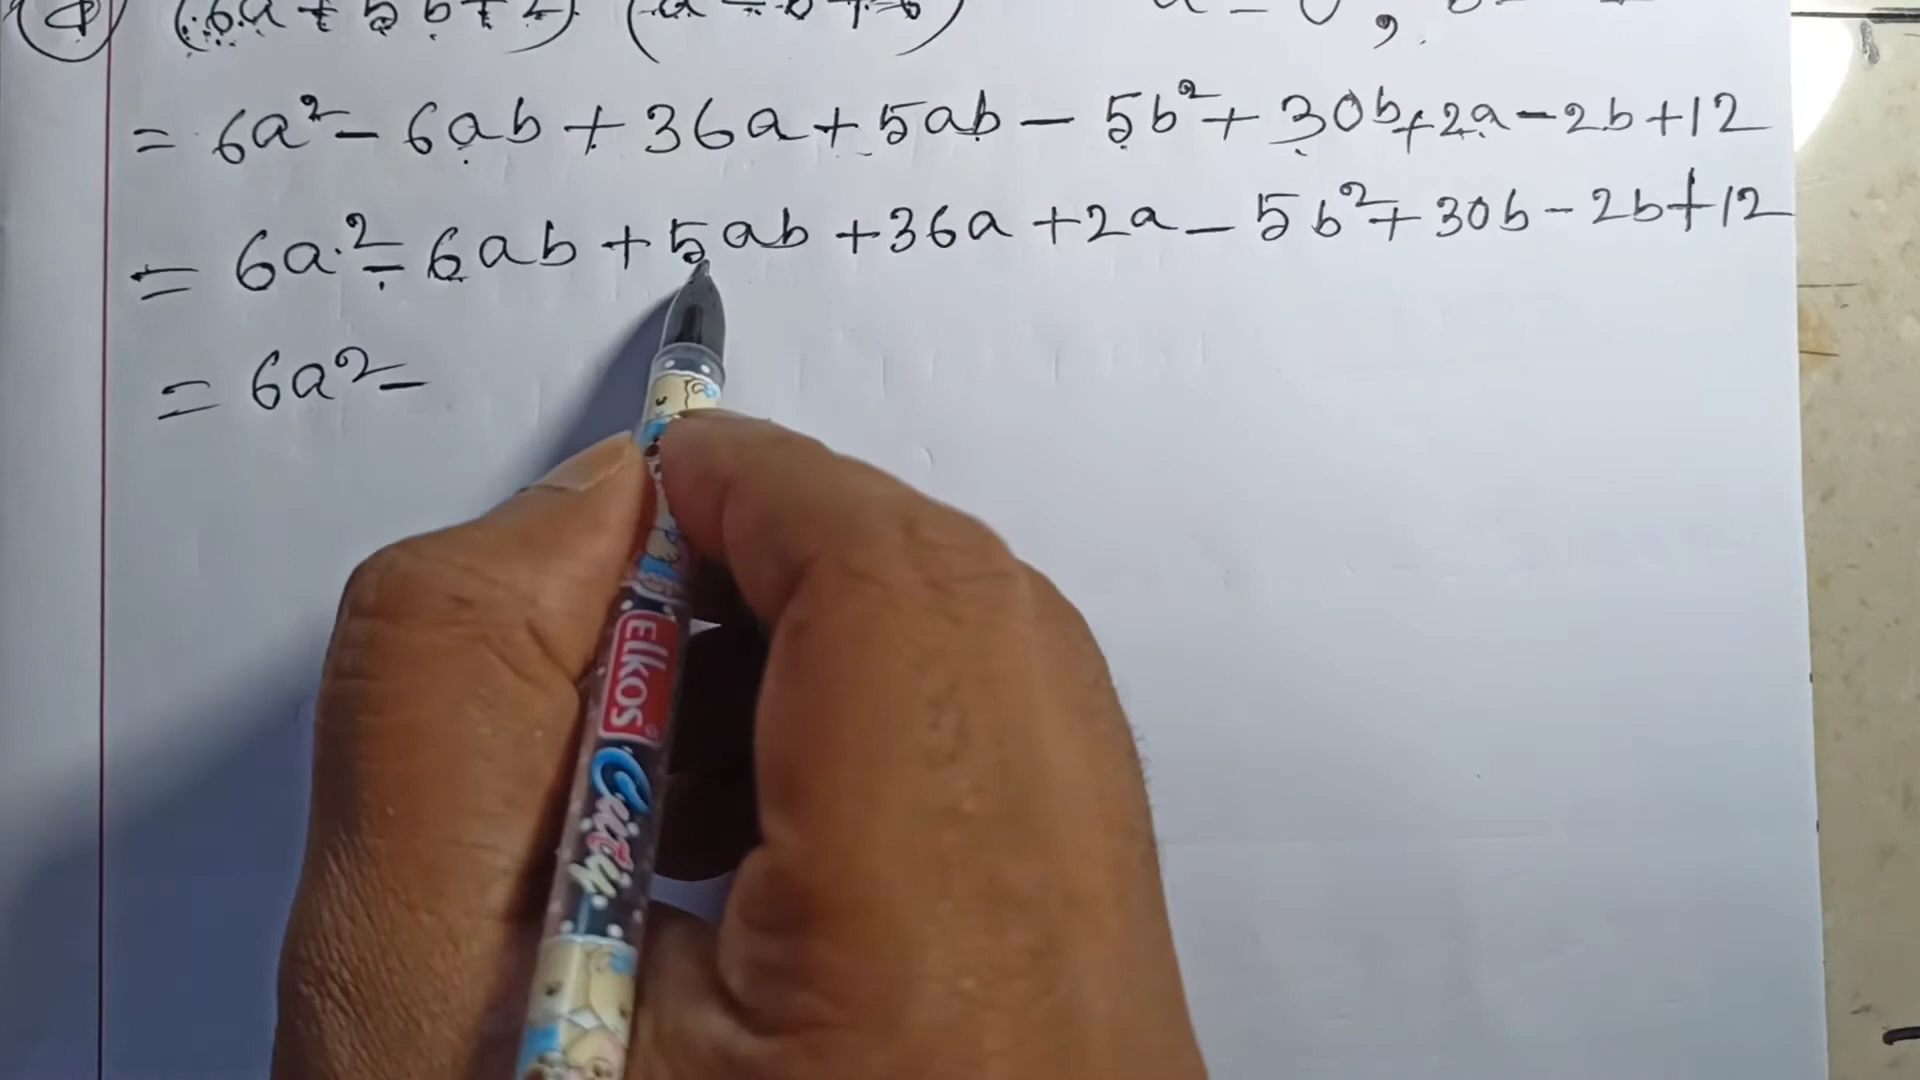 = 6a² - 6ab + 36a + 5ab - 5b² + 30b + 2a - 2b + 12
= 6a² - 6ab + 5ab + 36a + 2a - 5b² + 30b - 2b + 12
= 6a² -
Elkos